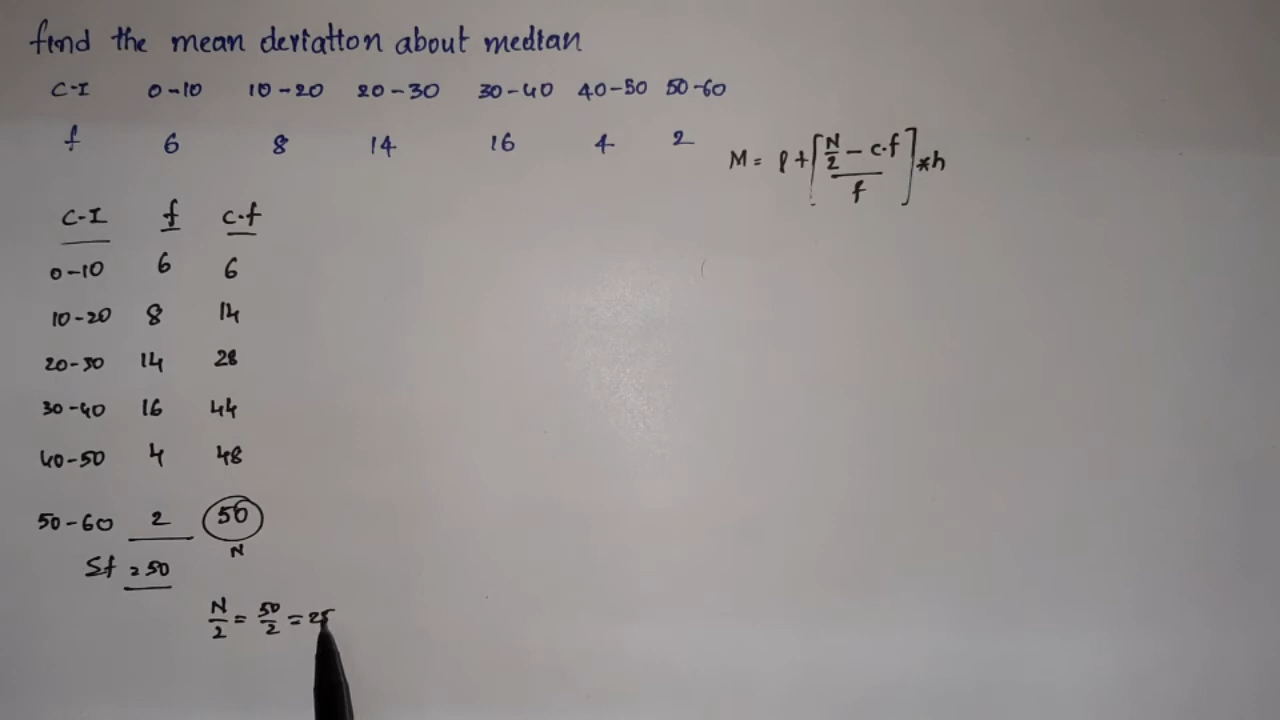 find the mean deviation about median
C-I 0-10 10-20 20-30 30-40 40-50 50-60
f 6 8 14 16 4 2
M = l + [ N/2 - c.f / f ] * h
C-I f c.f
0-10 6 6
10-20 8 14
20-30 14 28
30-40 16 44
40-50 4 48
50-60 2 50
N
Sf = 50
N/2 = 50/2 = 25